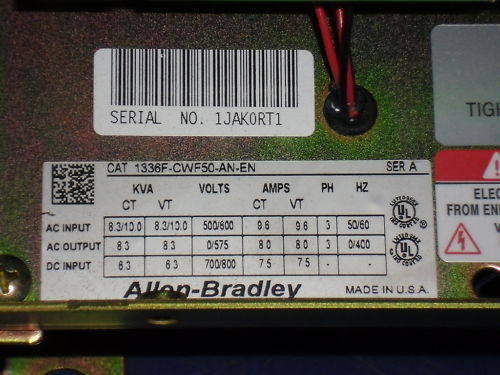 SERIAL NO. 1JAK0RT1
CAT 1336F-CWF50-AN-EN SER A
KVA VOLTS AMPS PH HZ
CT VT CT VT
AC INPUT 8.3/10.0 8.3/10.0 500/600 9.6 9.6 3 50/60
AC OUTPUT 8.3 8.3 0/575 8.0 8.0 3 0/400
DC INPUT 6.3 6.3 700/800 7.5 7.5 - -
Allen-Bradley MADE IN U.S.A.
UL
UL
TIGH
ELEC
FROM ENE
V